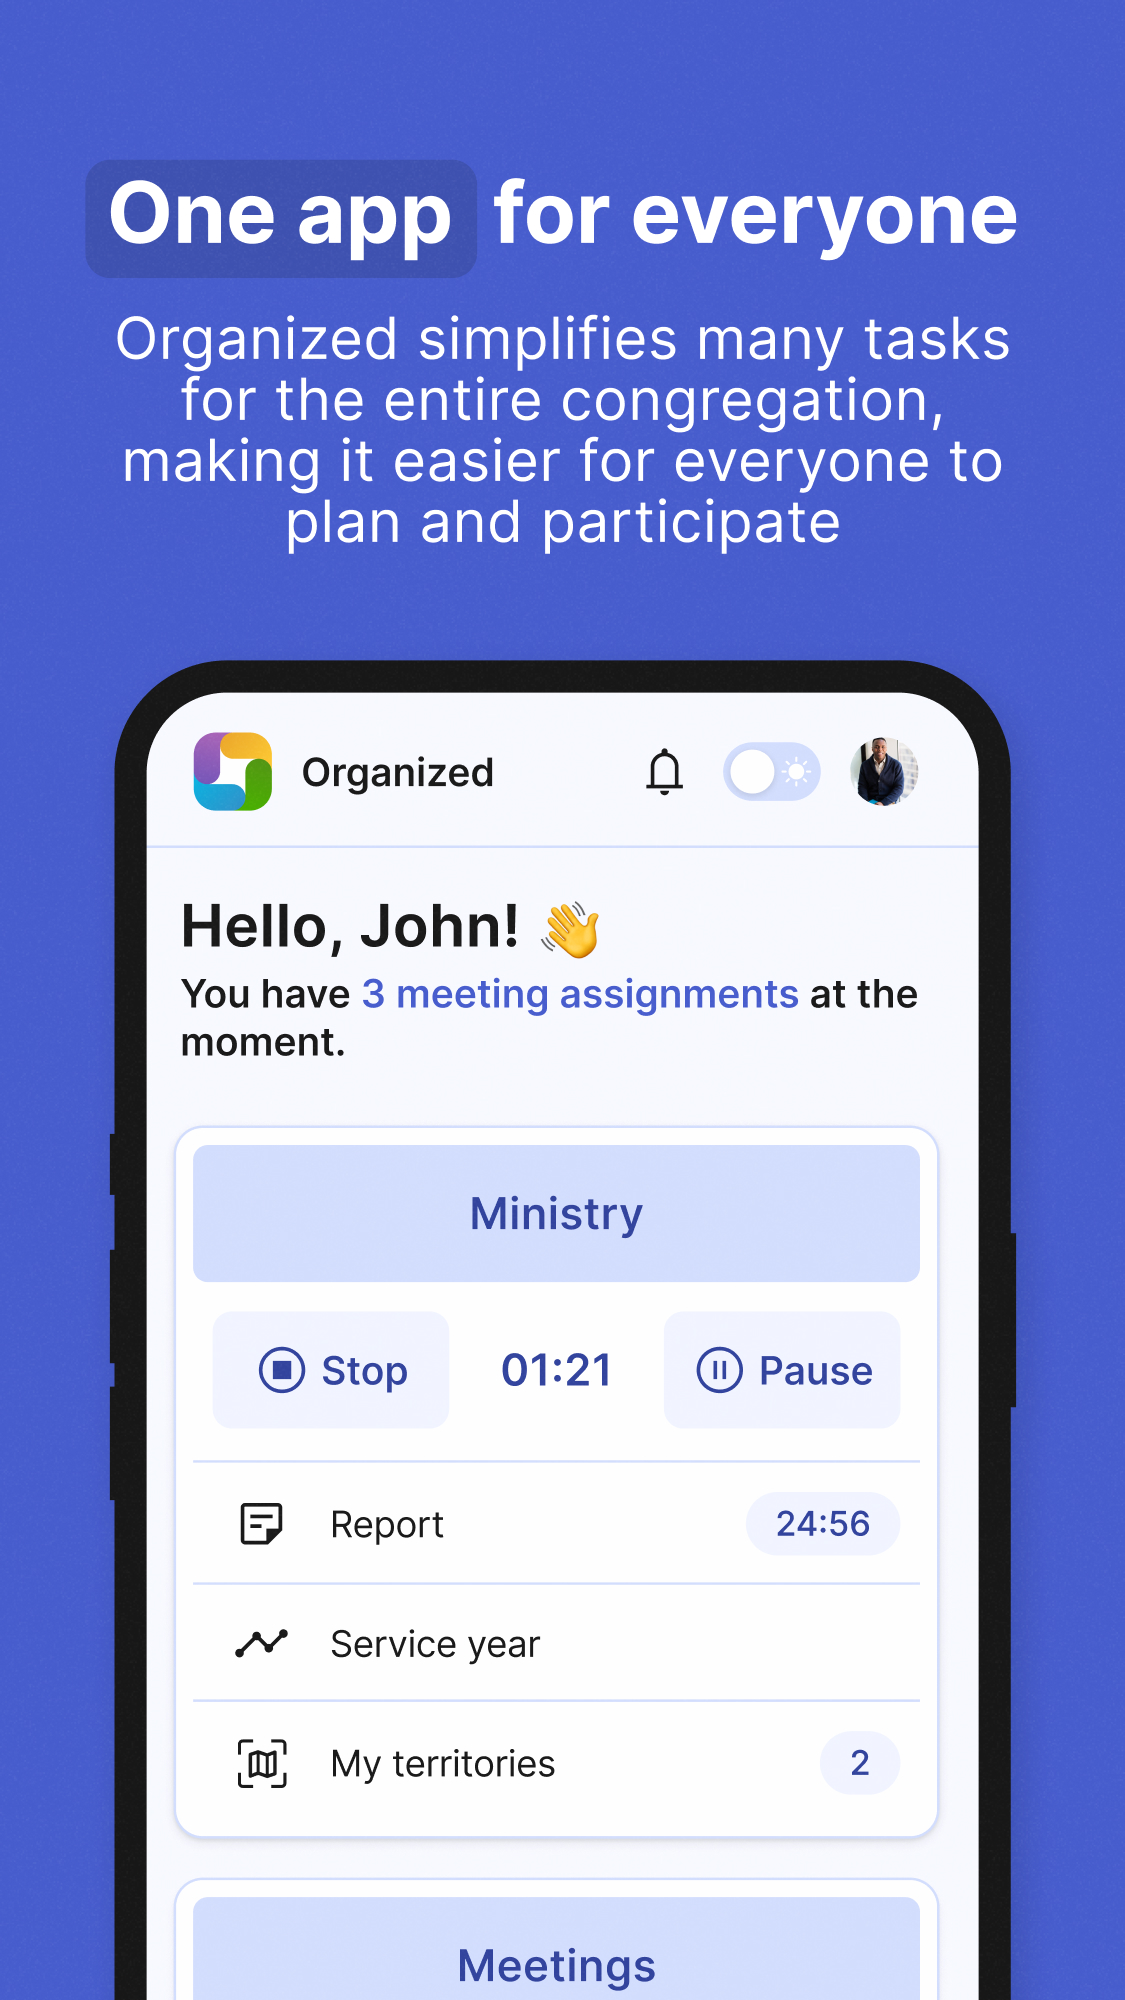 One app for everyone
Organized simplifies many tasks
for the entire congregation,
making it easier for everyone to
plan and participate
Organized
Hello, John! 👋
You have 3 meeting assignments at the
moment.
Ministry
Stop 01:21 Pause
Report 24:56
Service year
My territories 2
Meetings